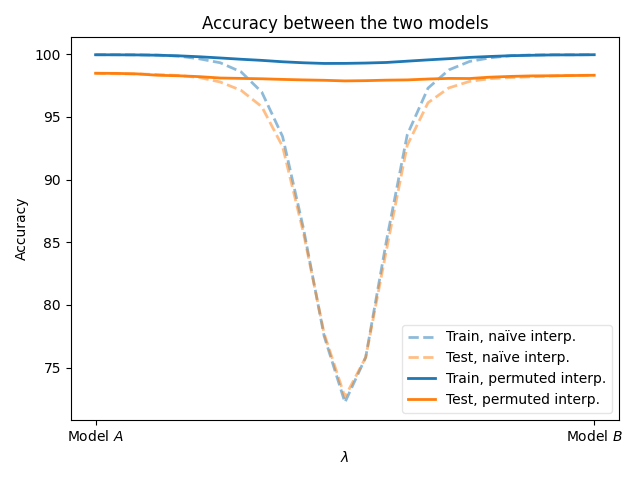 Accuracy between the two models
Accuracy
100
95
90
85
80
75
Train, naïve interp.
Test, naïve interp.
Train, permuted interp.
Test, permuted interp.
Model A
Model B
λ